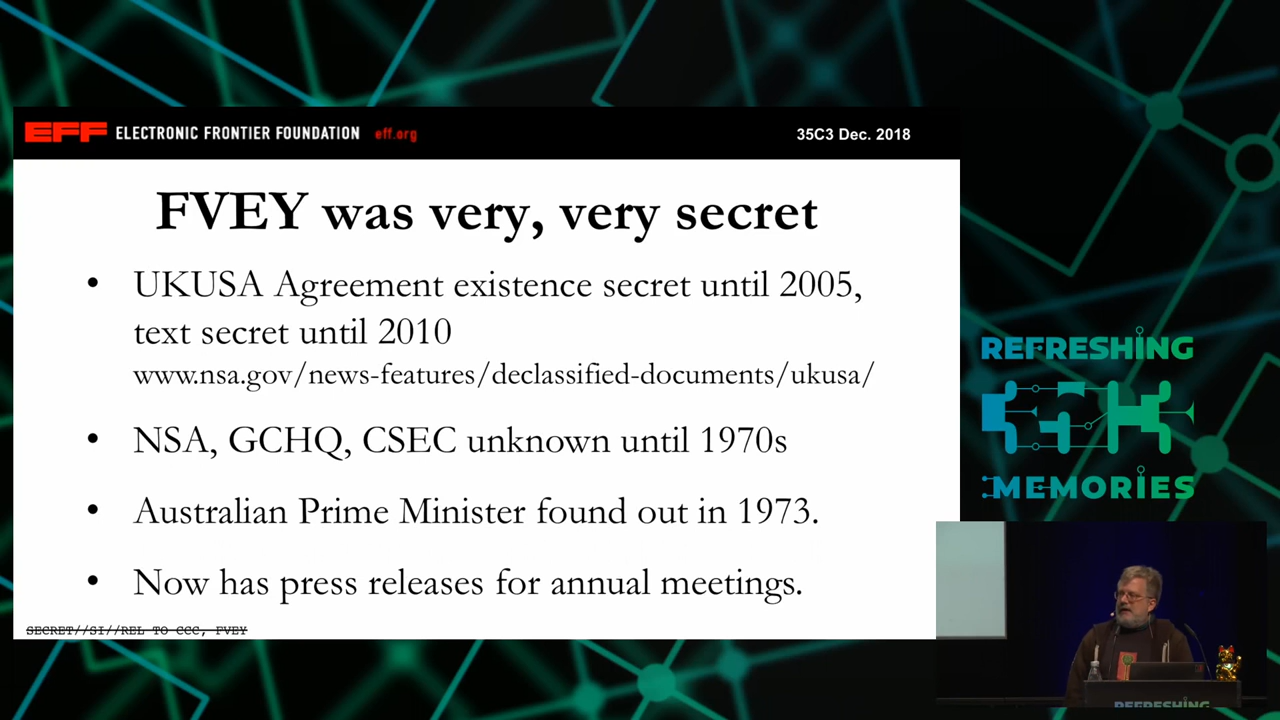 EFF ELECTRONIC FRONTIER FOUNDATION eff.org
35C3 Dec. 2018
FVEY was very, very secret
• UKUSA Agreement existence secret until 2005,
text secret until 2010
www.nsa.gov/news-features/declassified-documents/ukusa/
• NSA, GCHQ, CSEC unknown until 1970s
• Australian Prime Minister found out in 1973.
• Now has press releases for annual meetings.
SECRET//SI//REL TO CCC, FVEY
REFRESHING
MEMORIES
REFRESHING